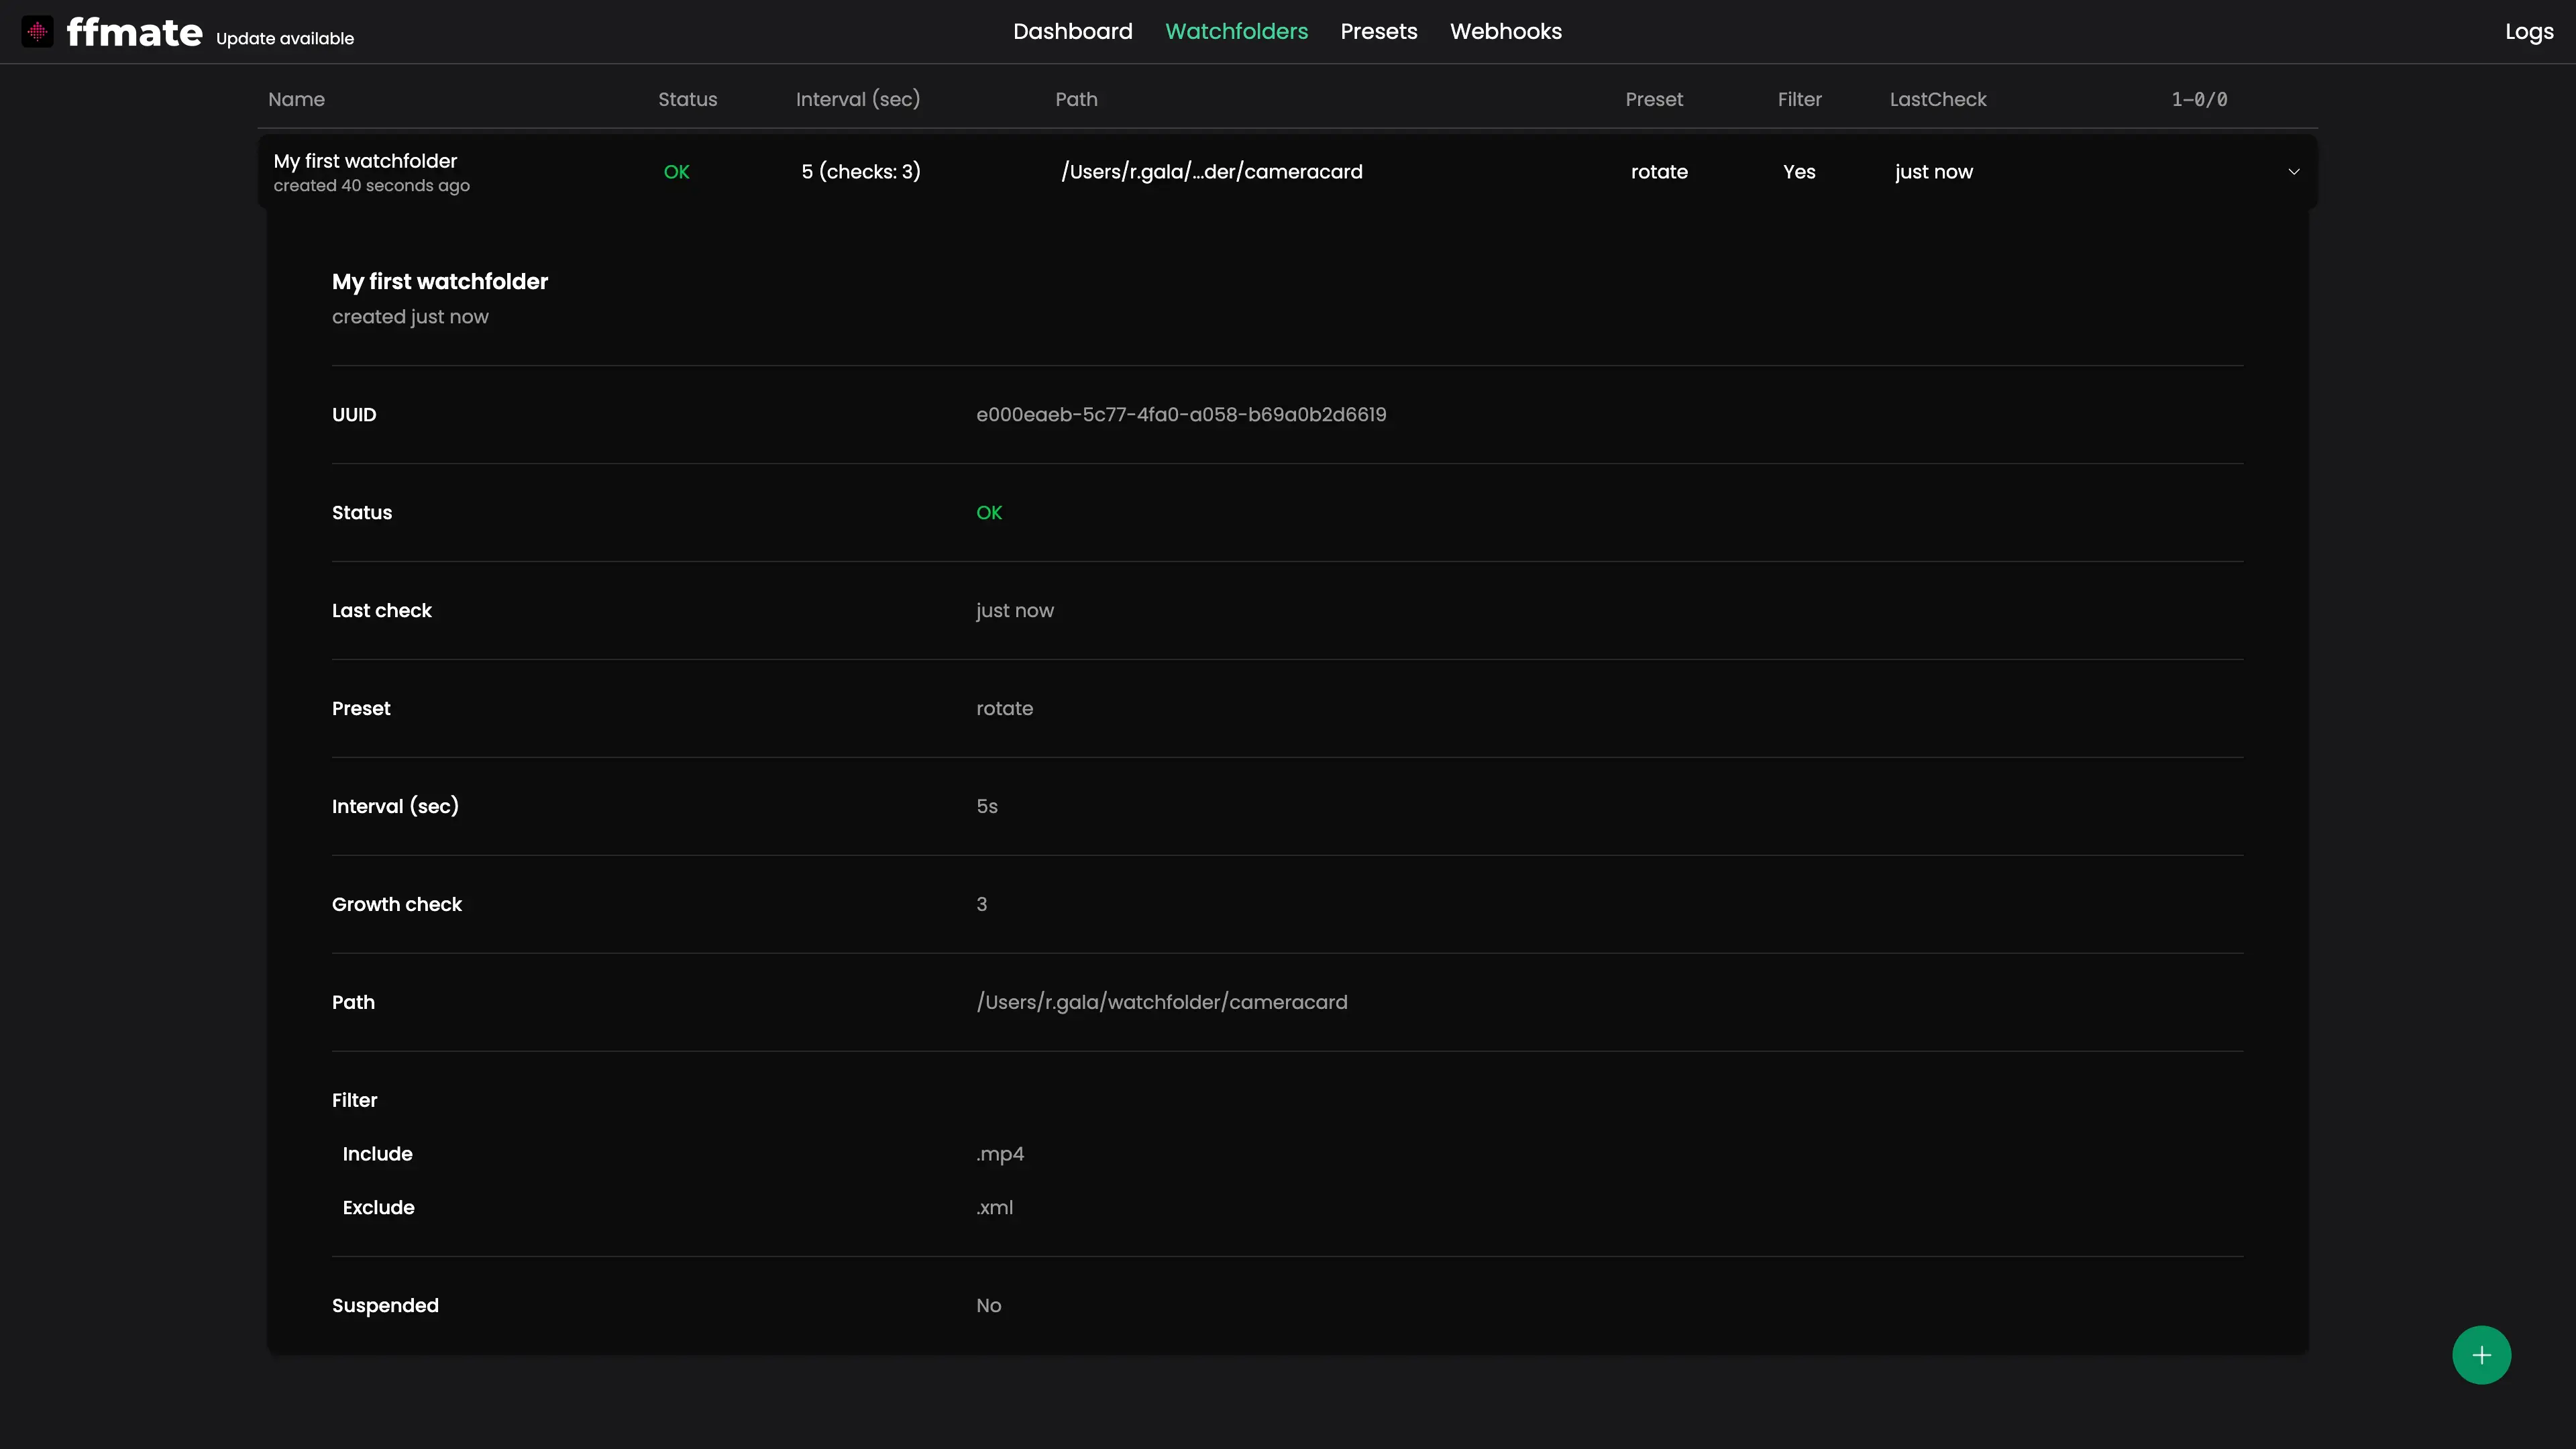 ffmate Update available Dashboard Watchfolders Presets Webhooks Logs
Name Status Interval (sec) Path Preset Filter LastCheck 1–0/0
My first watchfolder OK 5 (checks: 3) /Users/r.gala/...der/cameracard rotate Yes just now
created 40 seconds ago
My first watchfolder
created just now
UUID e000eaeb-5c77-4fa0-a058-b69a0b2d6619
Status OK
Last check just now
Preset rotate
Interval (sec) 5s
Growth check 3
Path /Users/r.gala/watchfolder/cameracard
Filter
Include .mp4
Exclude .xml
Suspended No